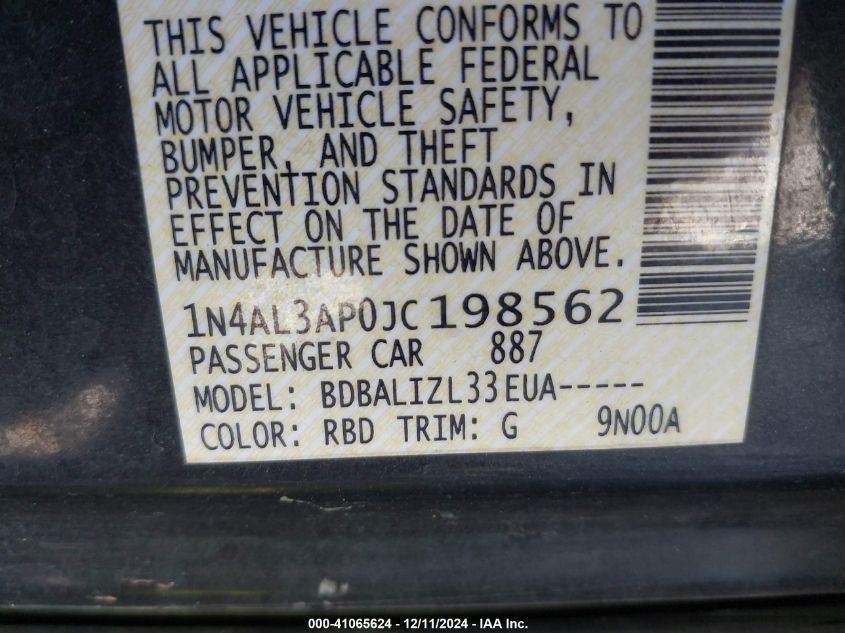 THIS VEHICLE CONFORMS TO
ALL APPLICABLE FEDERAL
MOTOR VEHICLE SAFETY,
BUMPER, AND THEFT
PREVENTION STANDARDS IN
EFFECT ON THE DATE OF
MANUFACTURE SHOWN ABOVE.
1N4AL3AP0JC198562
PASSENGER CAR 887
MODEL: BDBALIZL33EUA-----
COLOR: RBD TRIM: G 9N00A
000-41065624 - 12/11/2024 - IAA Inc.